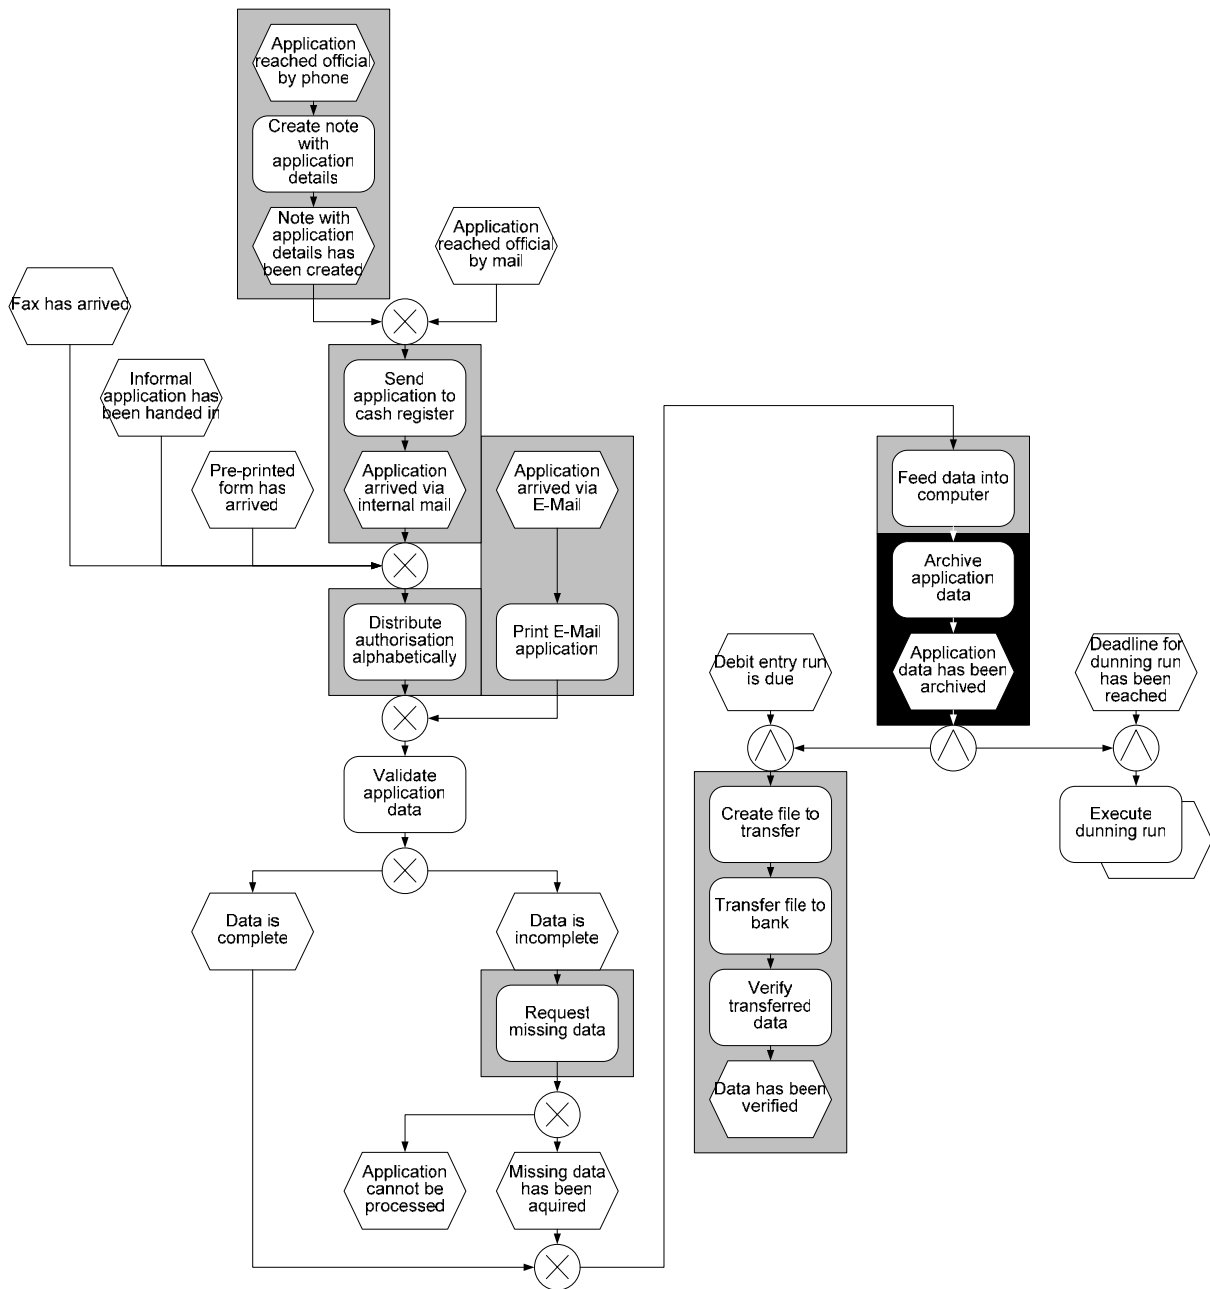 Application
reached official
by phone
Create note
with
application
details
Note with
application
details has
been created
Application
reached official
by mail
Fax has arrived
Informal
application has
been handed in
Send
application to
cash register
Pre-printed
form has
arrived
Application
arrived via
internal mail
Application
arrived via
E-Mail
Feed data into
computer
Archive
application
data
Distribute
authorisation
alphabetically
Print E-Mail
application
Debit entry run
is due
Application
data has been
archived
Deadline for
dunning run
has been
reached
Validate
application
data
Create file to
transfer
Execute
dunning run
Data is
complete
Data is
incomplete
Transfer file to
bank
Request
missing data
Verify
transferred
data
Data has been
verified
Application
cannot be
processed
Missing data
has been
aquired